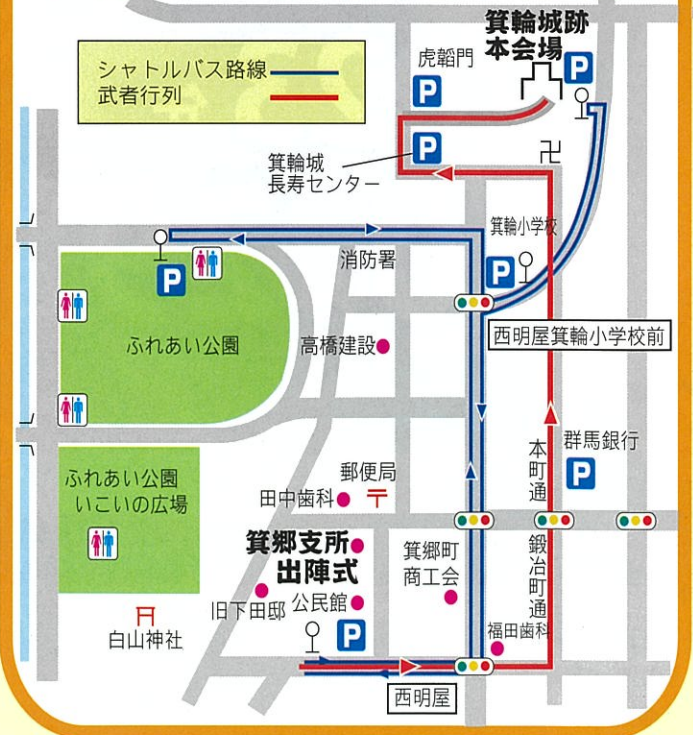 箕輪城跡
本会場
虎韜門
P
P
P
シャトルバス路線
武者行列
箕輪城
長寿センター
卍
箕輪小学校
P
消防署
P
西明屋箕輪小学校前
ふれあい公園
高橋建設
本町通
群馬銀行
P
ふれあい公園
いこいの広場
郵便局
〒
田中歯科
箕郷支所
出陣式
箕郷町
商工会
鍛冶町通
旧下田邸
公民館
P
福田歯科
白山神社
西明屋